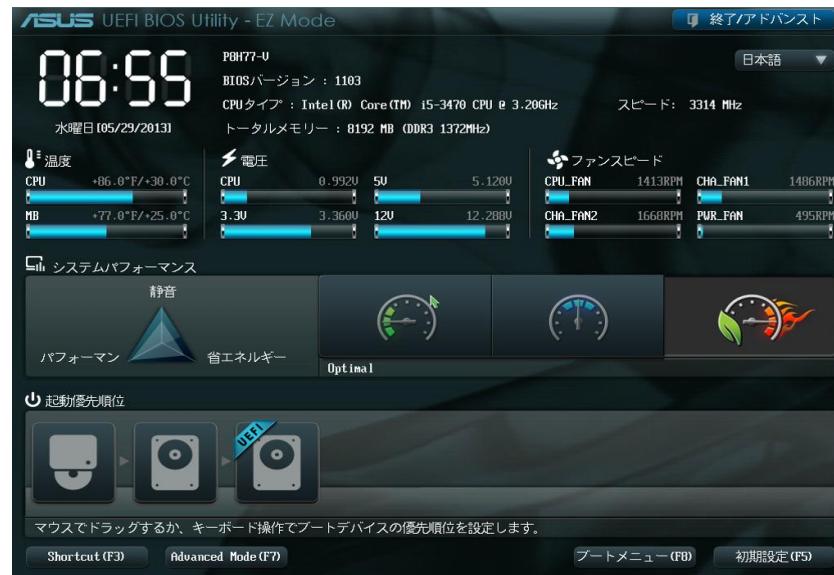 ASUS UEFI BIOS Utility - EZ Mode
終了/アドバンスト
06:55
水曜日[05/29/2013]
P8H77-V
日本語
BIOSバージョン : 1103
CPUタイプ : Intel(R) Core(TM) i5-3470 CPU @ 3.20GHz スピード: 3314 MHz
トータルメモリー : 8192 MB (DDR3 1372MHz)
温度 電圧 ファンスピード
CPU +86.0°F/+30.0°C CPU 0.992V 5V 5.120V CPU_FAN 1413RPM CHA_FAN1 1486RPM
MB +77.0°F/+25.0°C 3.3V 3.360V 12V 12.288V CHA_FAN2 1668RPM PWR_FAN 495RPM
システムパフォーマンス
静音
パフォーマン 省エネルギー
Optimal
起動優先順位
UEFI
マウスでドラッグするか、キーボード操作でブートデバイスの優先順位を設定します。
Shortcut(F3) Advanced Mode(F7) ブートメニュー(F8) 初期設定(F5)